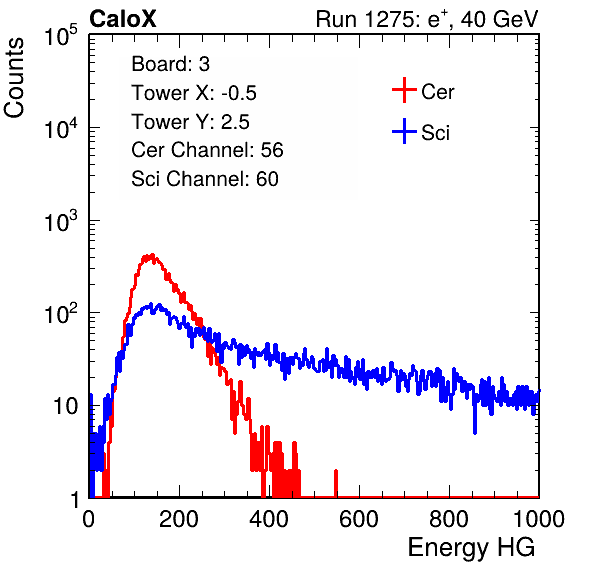 CaloX Run 1275: e⁺, 40 GeV
Counts
Board: 3
Tower X: -0.5
Tower Y: 2.5
Cer Channel: 56
Sci Channel: 60
Cer
Sci
10⁵
10⁴
10³
10²
10
1
0 200 400 600 800 1000
Energy HG